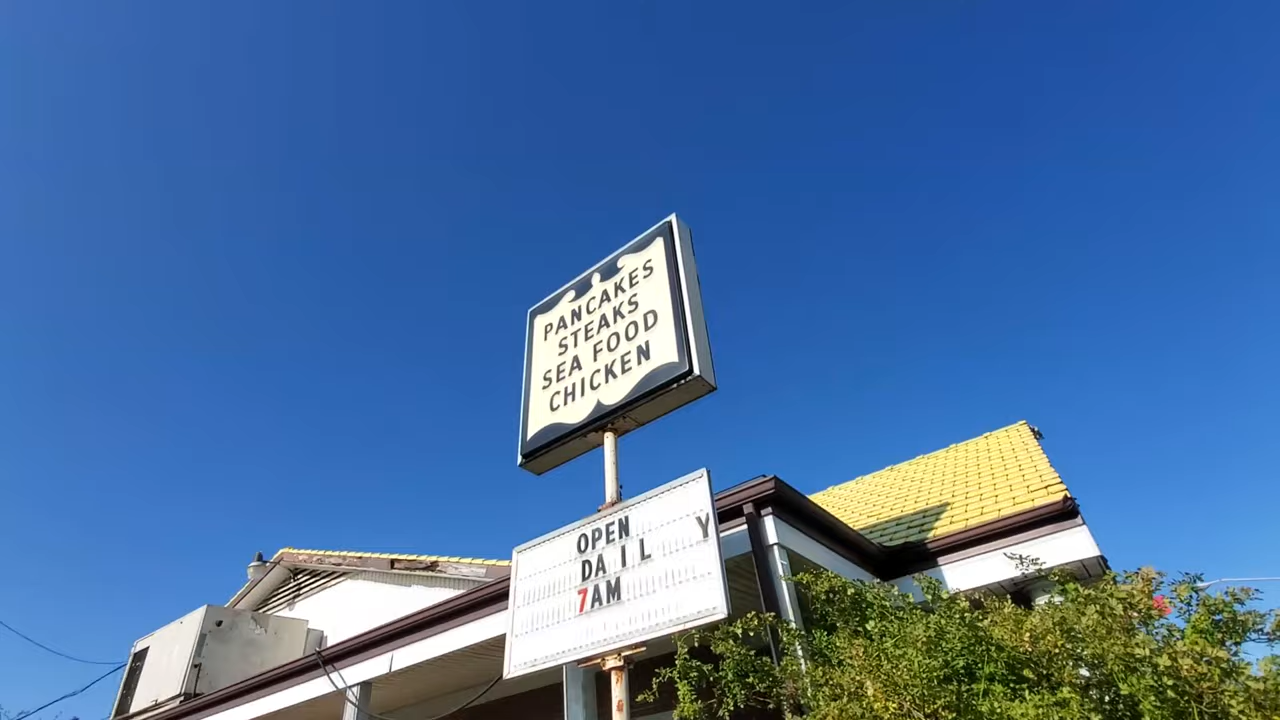 PANCAKES
STEAKS
SEA FOOD
CHICKEN
OPEN
DAIL Y
7AM